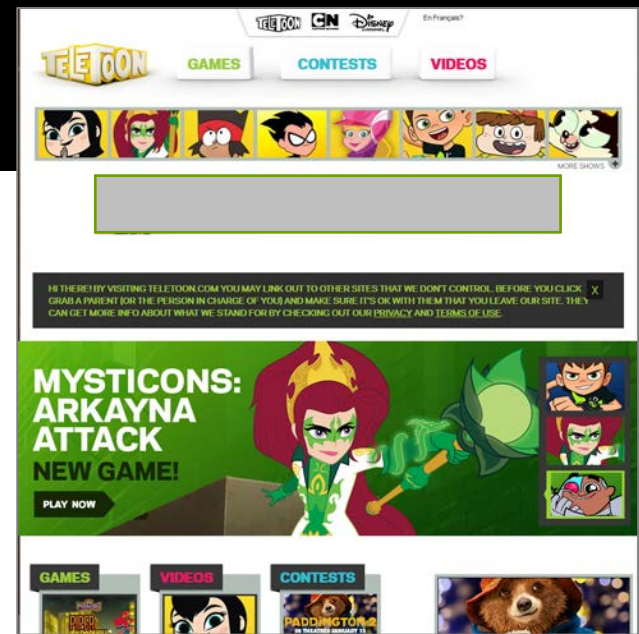 TELETOON CN Disney En Français?
TELETOON GAMES CONTESTS VIDEOS
MORE SHOWS
HI THERE! BY VISITING TELETOON.COM YOU MAY LINK OUT TO OTHER SITES THAT WE DON'T CONTROL. BEFORE YOU CLICK X
GRAB A PARENT (OR THE PERSON IN CHARGE OF YOU) AND MAKE SURE IT'S OK WITH THEM THAT YOU LEAVE OUR SITE. THEY
CAN GET MORE INFO ABOUT WHAT WE STAND FOR BY CHECKING OUT OUR PRIVACY AND TERMS OF USE.
MYSTICONS:
ARKAYNA
ATTACK
NEW GAME!
PLAY NOW
GAMES VIDEOS CONTESTS
PADDINGTON 2
IN THEATRES JANUARY 12